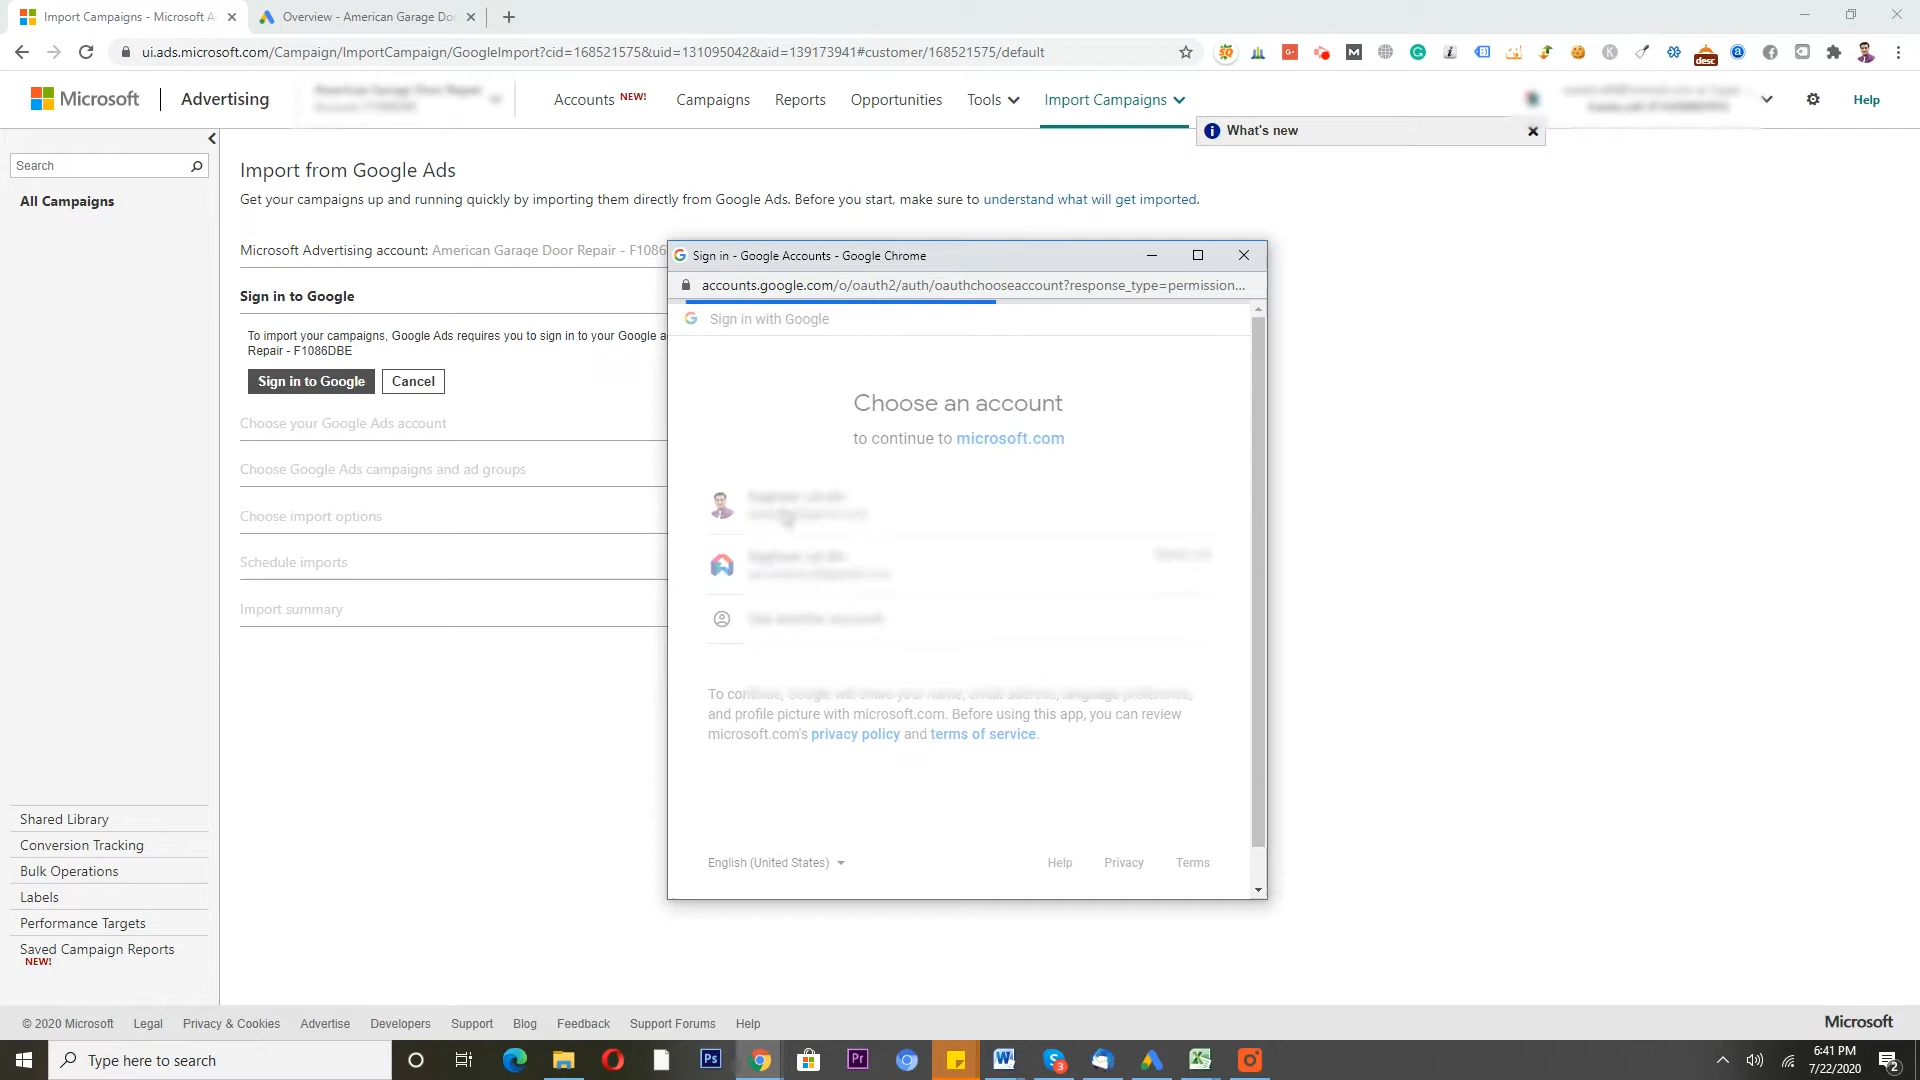 Import Campaigns - Microsoft A
Overview - American Garage Do
ui.ads.microsoft.com/Campaign/ImportCampaign/GoogleImport?cid=168521575&uid=131095042&aid=139173941#customer/168521575/default
desc
Microsoft
Advertising
Accounts NEW!
Campaigns
Reports
Opportunities
Tools
Import Campaigns
Help
What's new
Search
All Campaigns
Import from Google Ads
Get your campaigns up and running quickly by importing them directly from Google Ads. Before you start, make sure to understand what will get imported.
Microsoft Advertising account: American Garage Door Repair - F1086
Sign in to Google
To import your campaigns, Google Ads requires you to sign in to your Google a
Repair - F1086DBE
Sign in to Google
Cancel
Choose your Google Ads account
Choose Google Ads campaigns and ad groups
Choose import options
Schedule imports
Import summary
Sign in - Google Accounts - Google Chrome
accounts.google.com/o/oauth2/auth/oauthchooseaccount?response_type=permission...
Sign in with Google
Choose an account
to continue to microsoft.com
Use another account
To continue, Google will share your name, email address, language preference,
and profile picture with microsoft.com. Before using this app, you can review
microsoft.com's privacy policy and terms of service.
English (United States)
Help
Privacy
Terms
Shared Library
Conversion Tracking
Bulk Operations
Labels
Performance Targets
Saved Campaign Reports
NEW!
© 2020 Microsoft
Legal
Privacy & Cookies
Advertise
Developers
Support
Blog
Feedback
Support Forums
Help
Microsoft
Type here to search
6:41 PM
7/22/2020